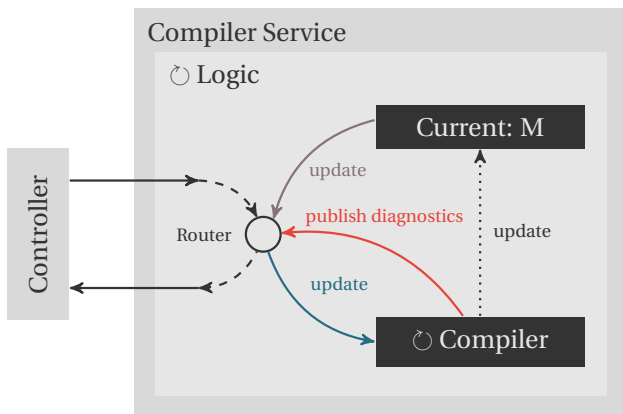 Compiler Service
↻ Logic
Current: M
update
Controller
publish diagnostics
Router
update
update
↻ Compiler